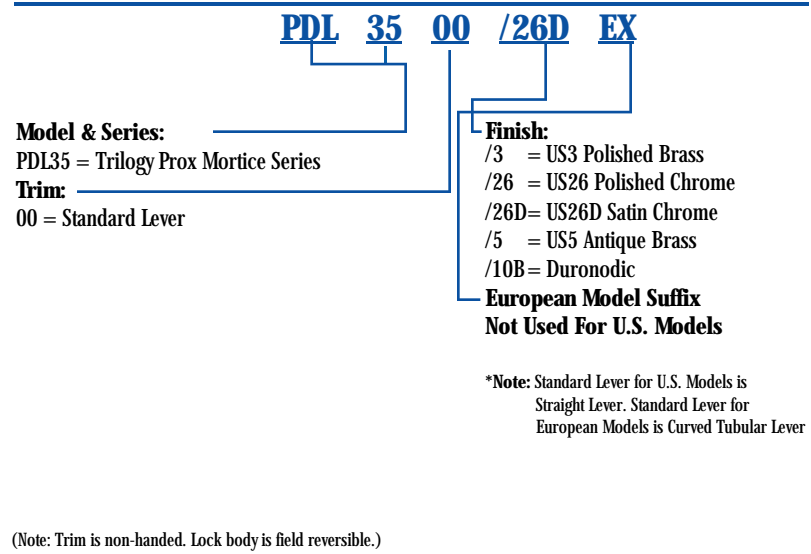 PDL 35 00 /26D EX
Model & Series:
PDL35 = Trilogy Prox Mortice Series
Trim:
00 = Standard Lever
Finish:
/3 = US3 Polished Brass
/26 = US26 Polished Chrome
/26D= US26D Satin Chrome
/5 = US5 Antique Brass
/10B= Duronodic
European Model Suffix
Not Used For U.S. Models
*Note: Standard Lever for U.S. Models is
Straight Lever. Standard Lever for
European Models is Curved Tubular Lever
(Note: Trim is non-handed. Lock body is field reversible.)